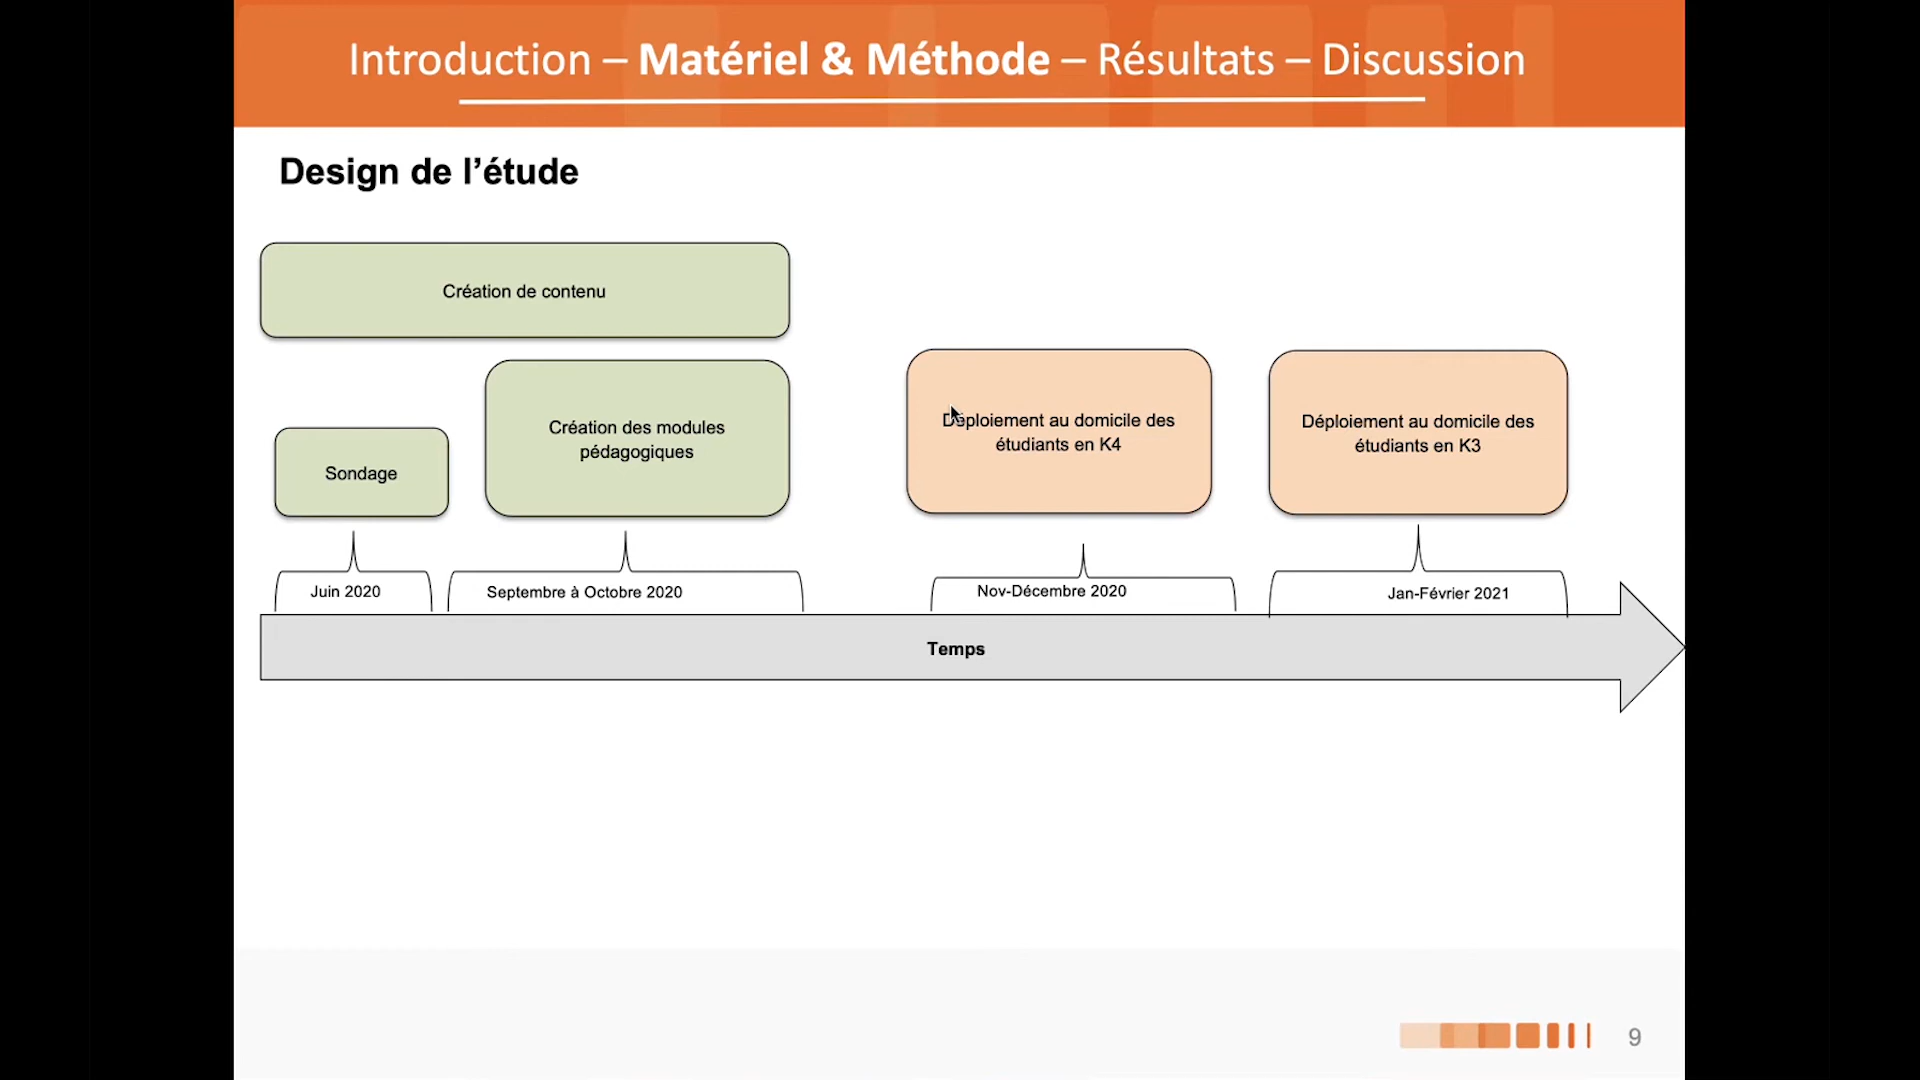 Introduction – Matériel & Méthode – Résultats – Discussion
Design de l’étude
Création de contenu
Création des modules
pédagogiques
Sondage
Déploiement au domicile des
étudiants en K4
Déploiement au domicile des
étudiants en K3
Juin 2020
Septembre à Octobre 2020
Nov-Décembre 2020
Jan-Février 2021
Temps
9